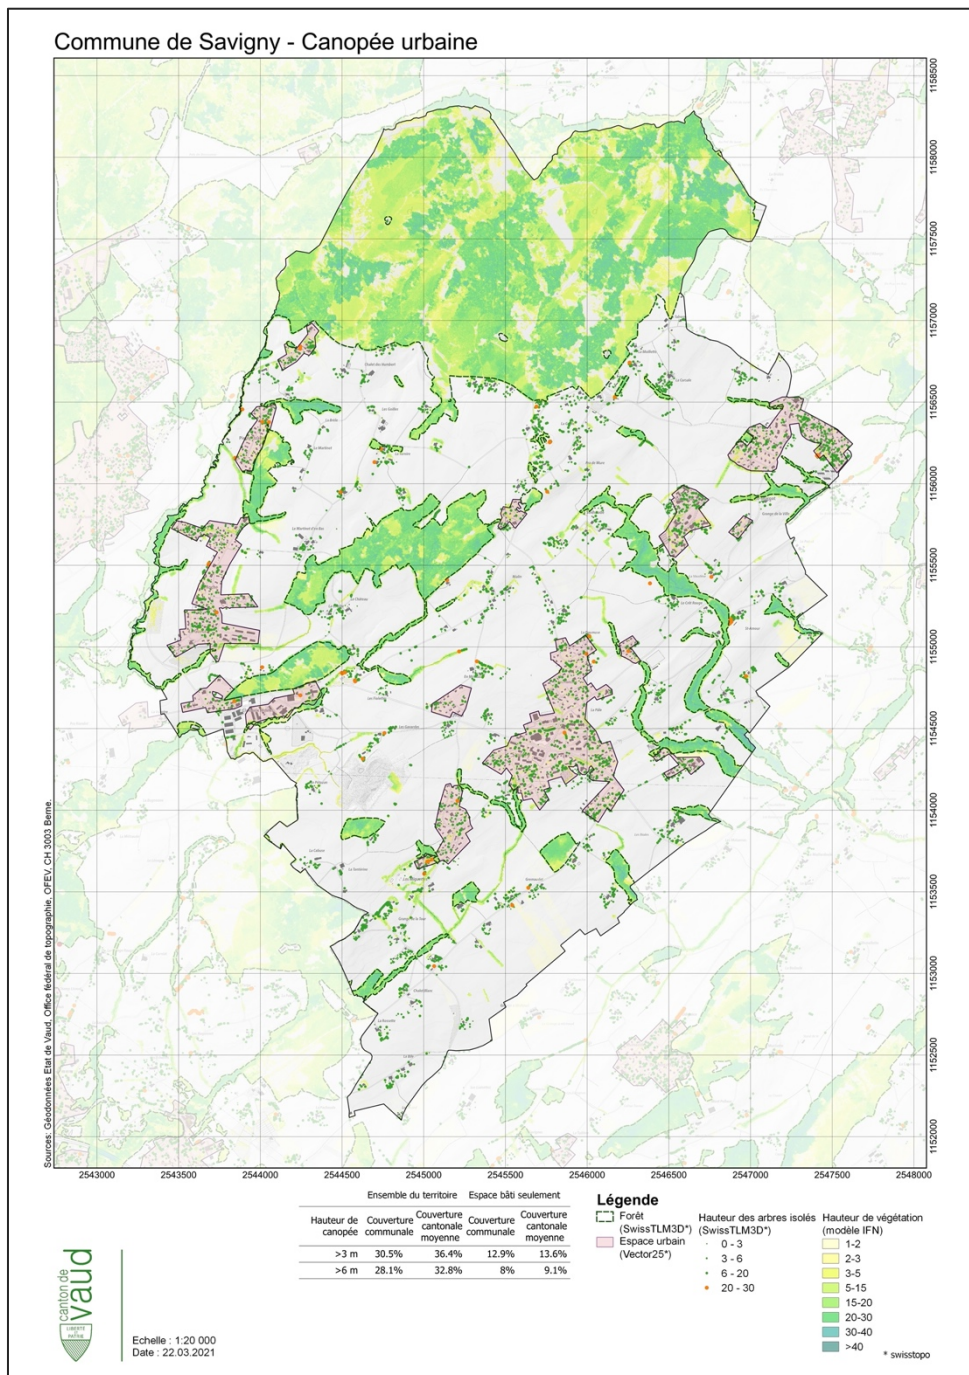 Commune de Savigny - Canopée urbaine
1158500
1158000
1157500
1157000
1156500
1156000
1155500
1155000
1154500
1154000
1153500
1153000
1152500
1152000
Sources: Géodonnées Etat de Vaud, Office fédéral de topographie, OFEV, CH 3003 Berne.
2543000 2543500 2544000 2544500 2545000 2545500 2546000 2546500 2547000 2547500 2548000
Ensemble du territoire Espace bâti seulement
Hauteur de canopée Couverture communale Couverture cantonale moyenne Couverture communale Couverture cantonale moyenne
>3 m 30.5% 36.4% 12.9% 13.6%
>6 m 28.1% 32.8% 8% 9.1%
Légende
Forêt
(SwissTLM3D*)
Espace urbain
(Vector25*)
Hauteur des arbres isolés
(SwissTLM3D*)
0 - 3
3 - 6
6 - 20
20 - 30
Hauteur de végétation
(modèle IFN)
1-2
2-3
3-5
5-15
15-20
20-30
30-40
>40
* swisstopo
canton de
vaud
LIBERTÉ
ET
PATRIE
Echelle : 1:20 000
Date : 22.03.2021